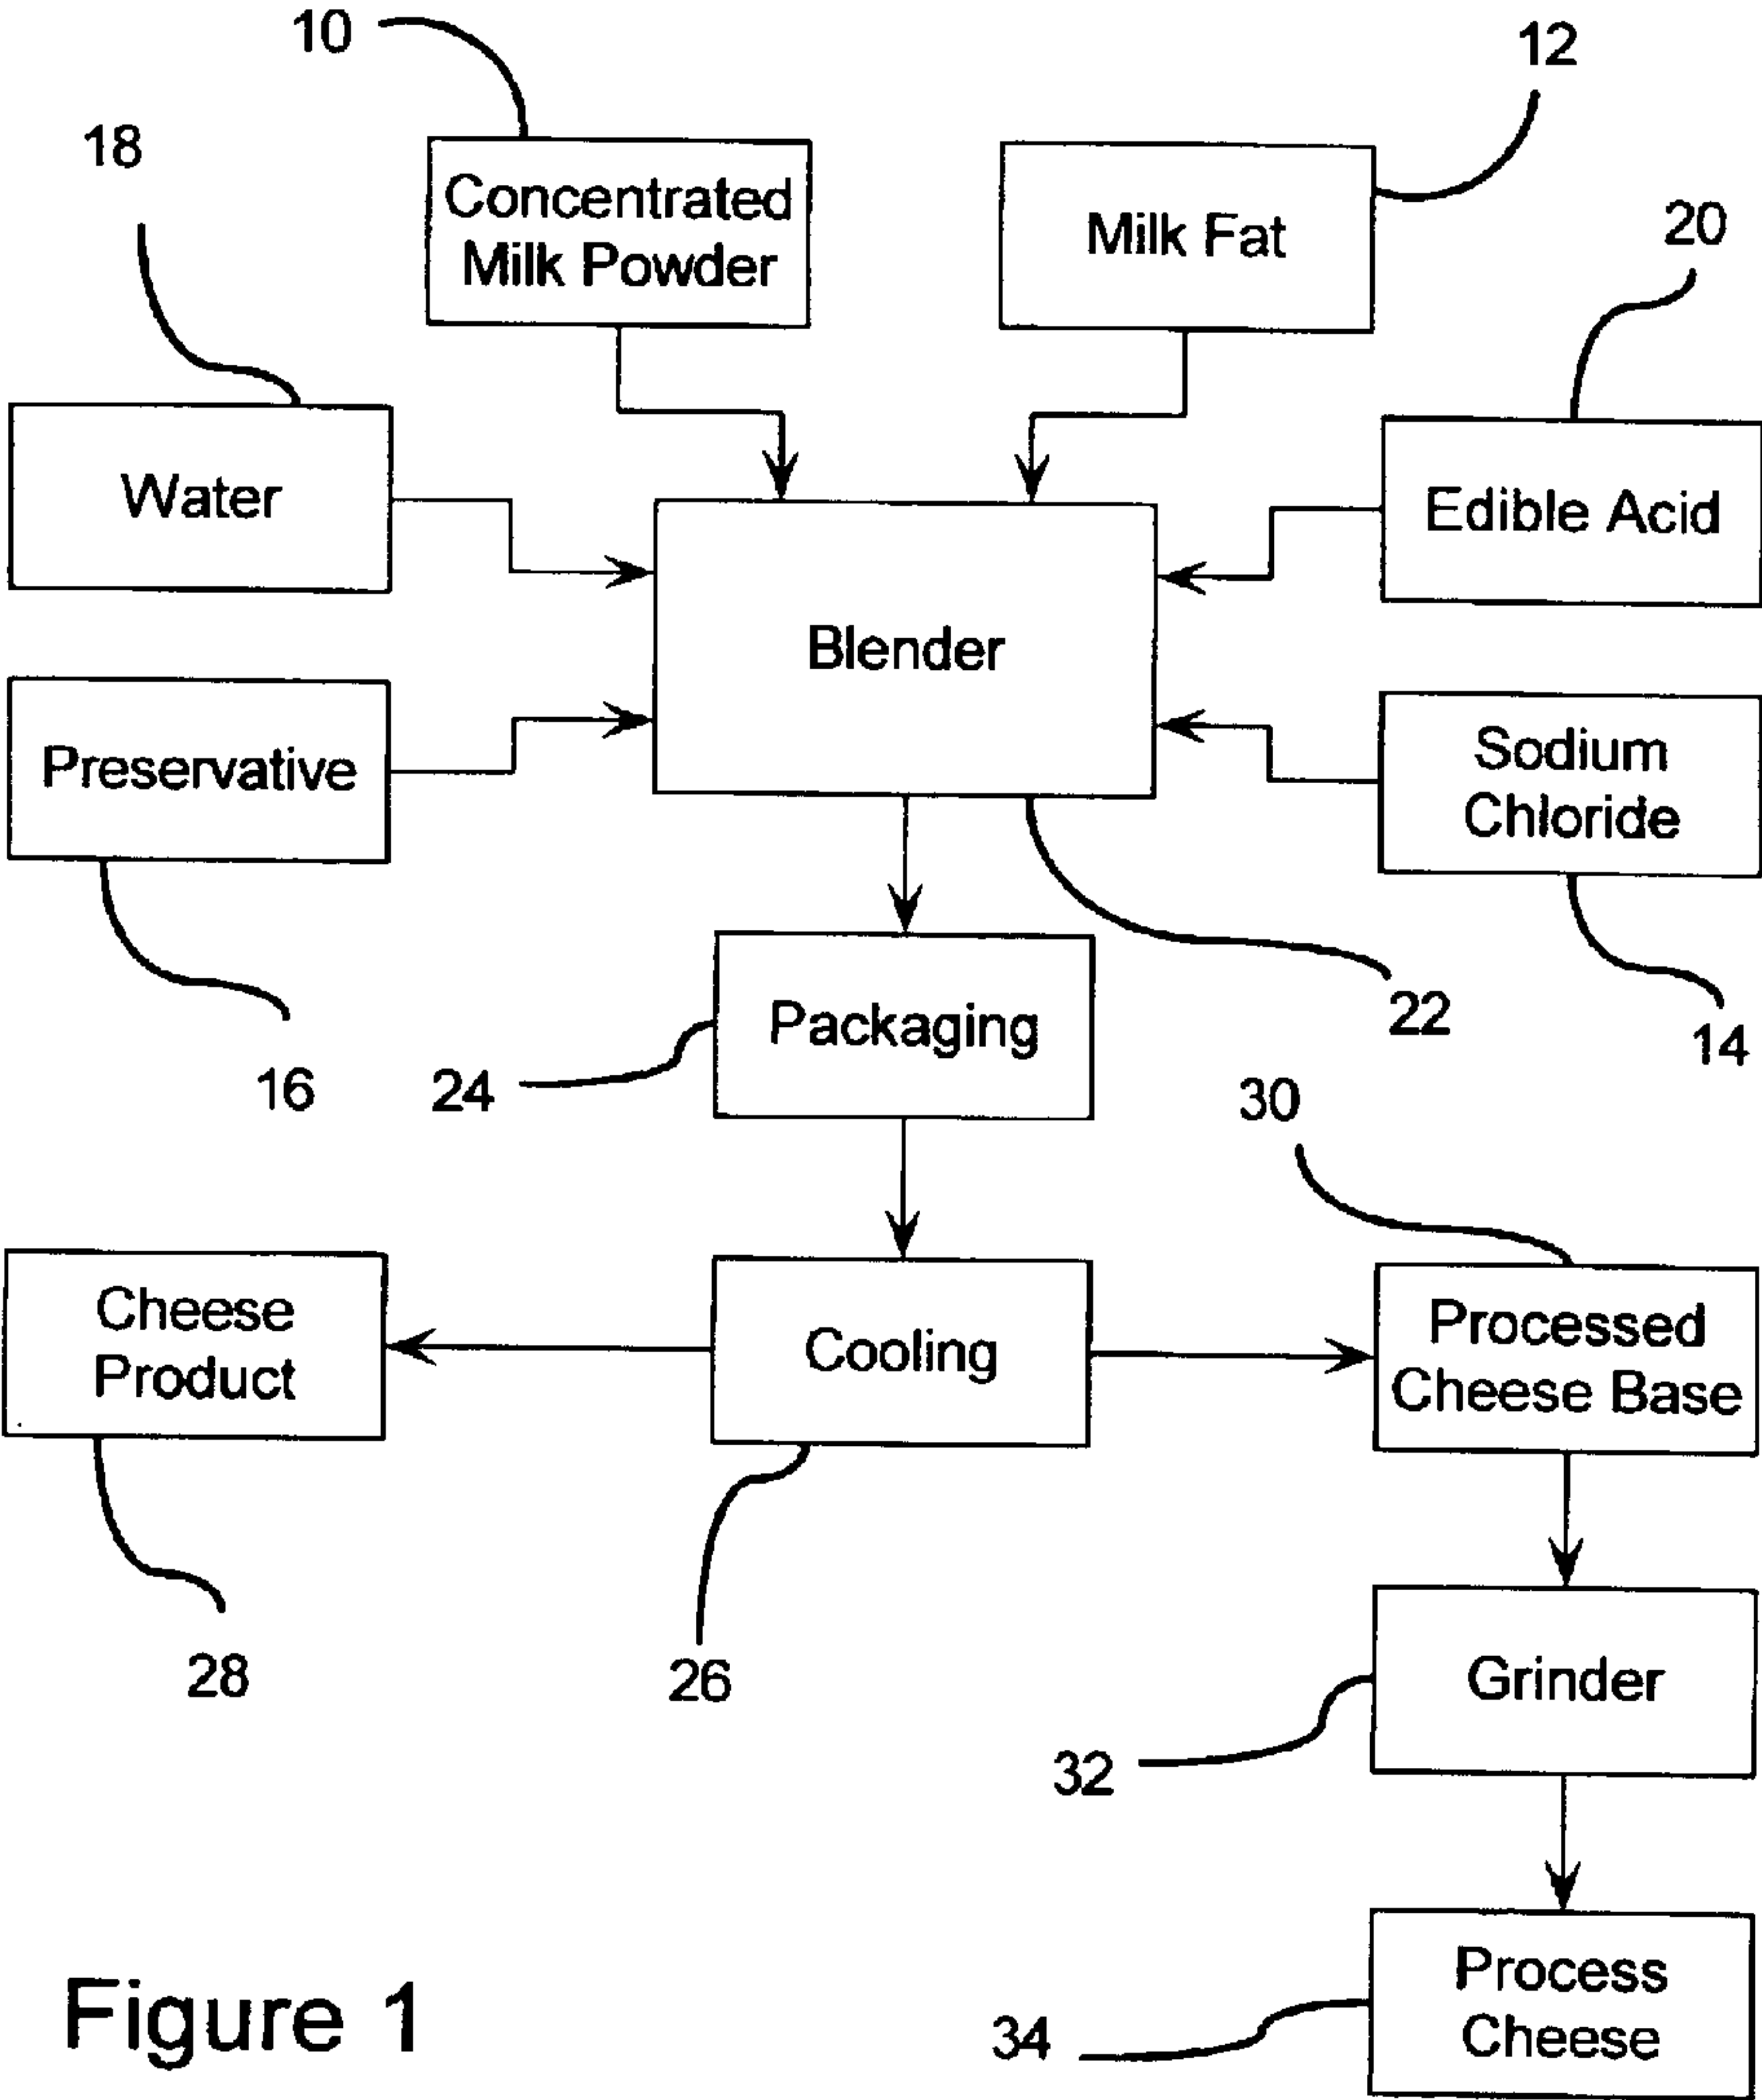 10
12
18
Concentrated
Milk Powder
Milk Fat
20
Water
Edible Acid
Blender
Preservative
Sodium
Chloride
Packaging
22
14
16
24
30
Cheese
Product
Cooling
Processed
Cheese Base
28
26
Grinder
32
Process
Cheese
34
Figure 1